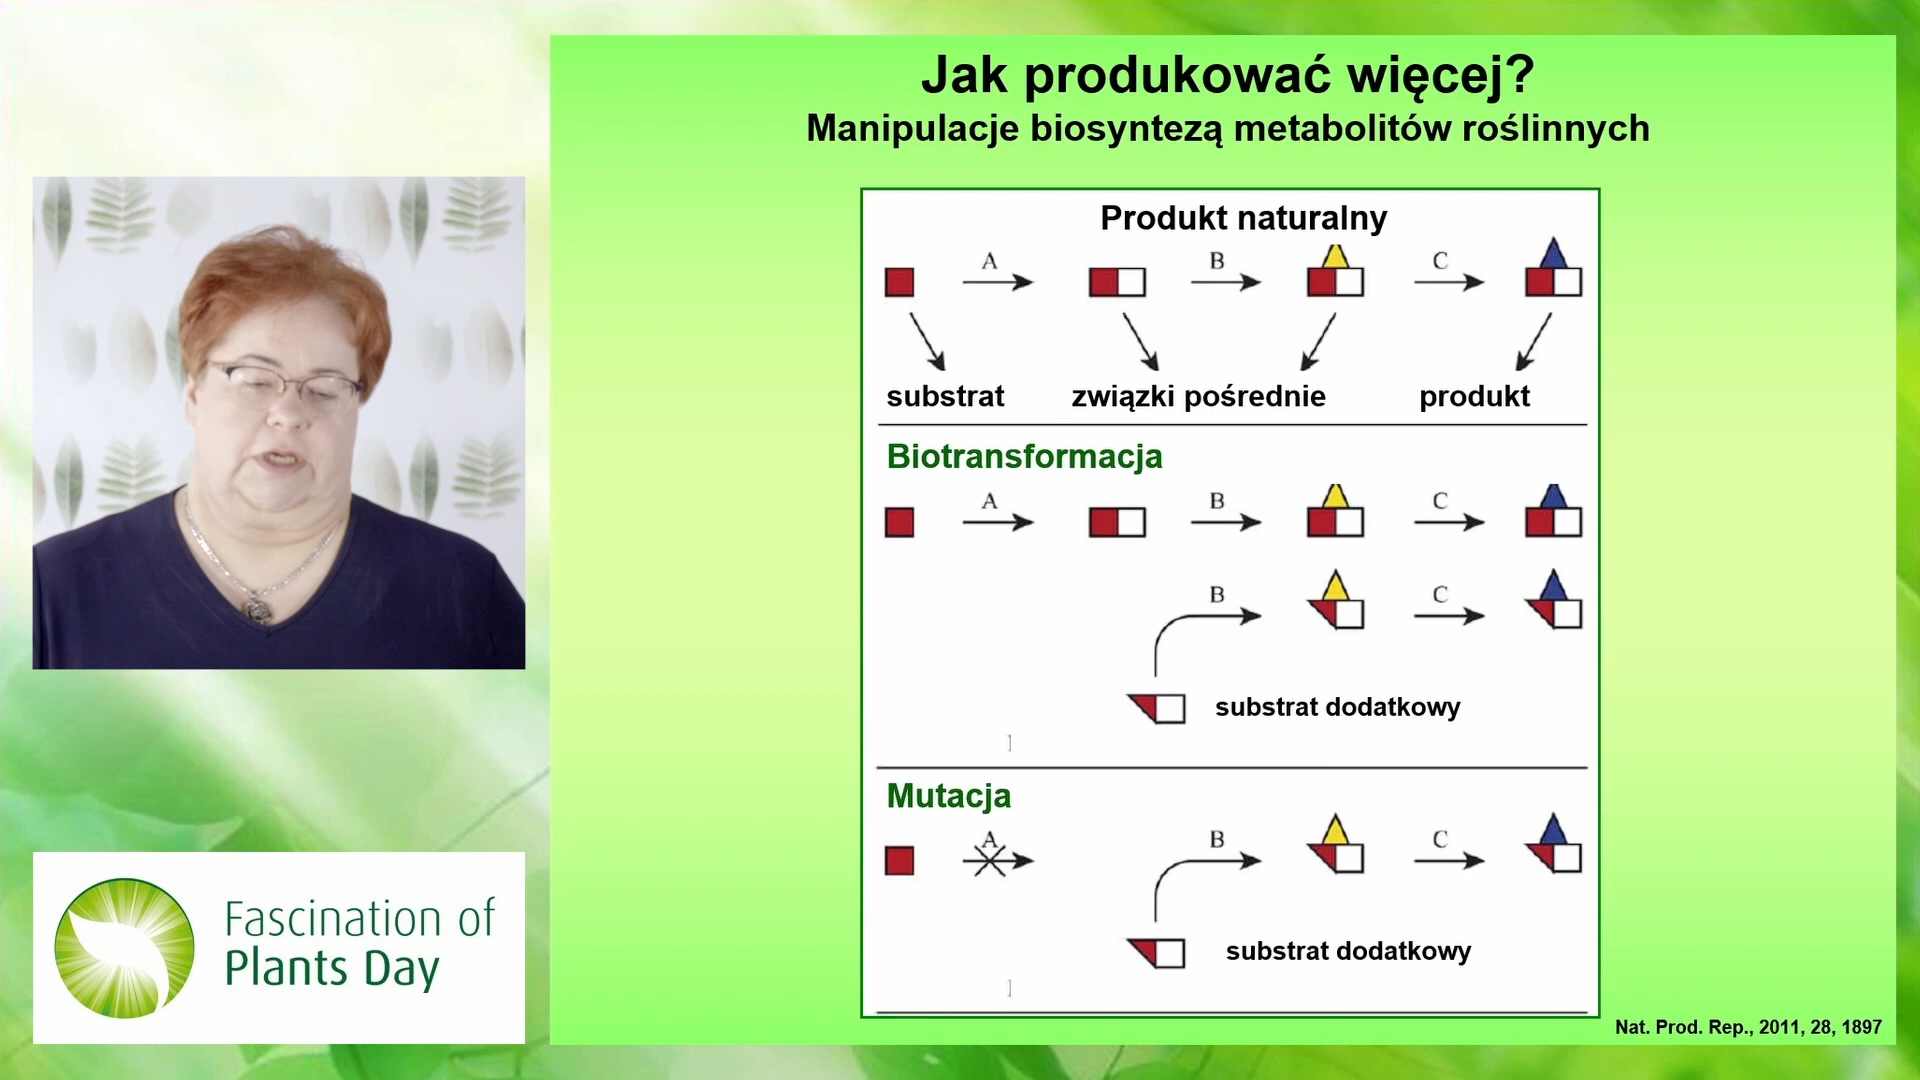 Jak produkować więcej?
Manipulacje biosyntezą metabolitów roślinnych
Produkt naturalny
A B C
substrat związki pośrednie produkt
Biotransformacja
A B C
B C
substrat dodatkowy
Mutacja
A B C
substrat dodatkowy
Nat. Prod. Rep., 2011, 28, 1897
Fascination of
Plants Day